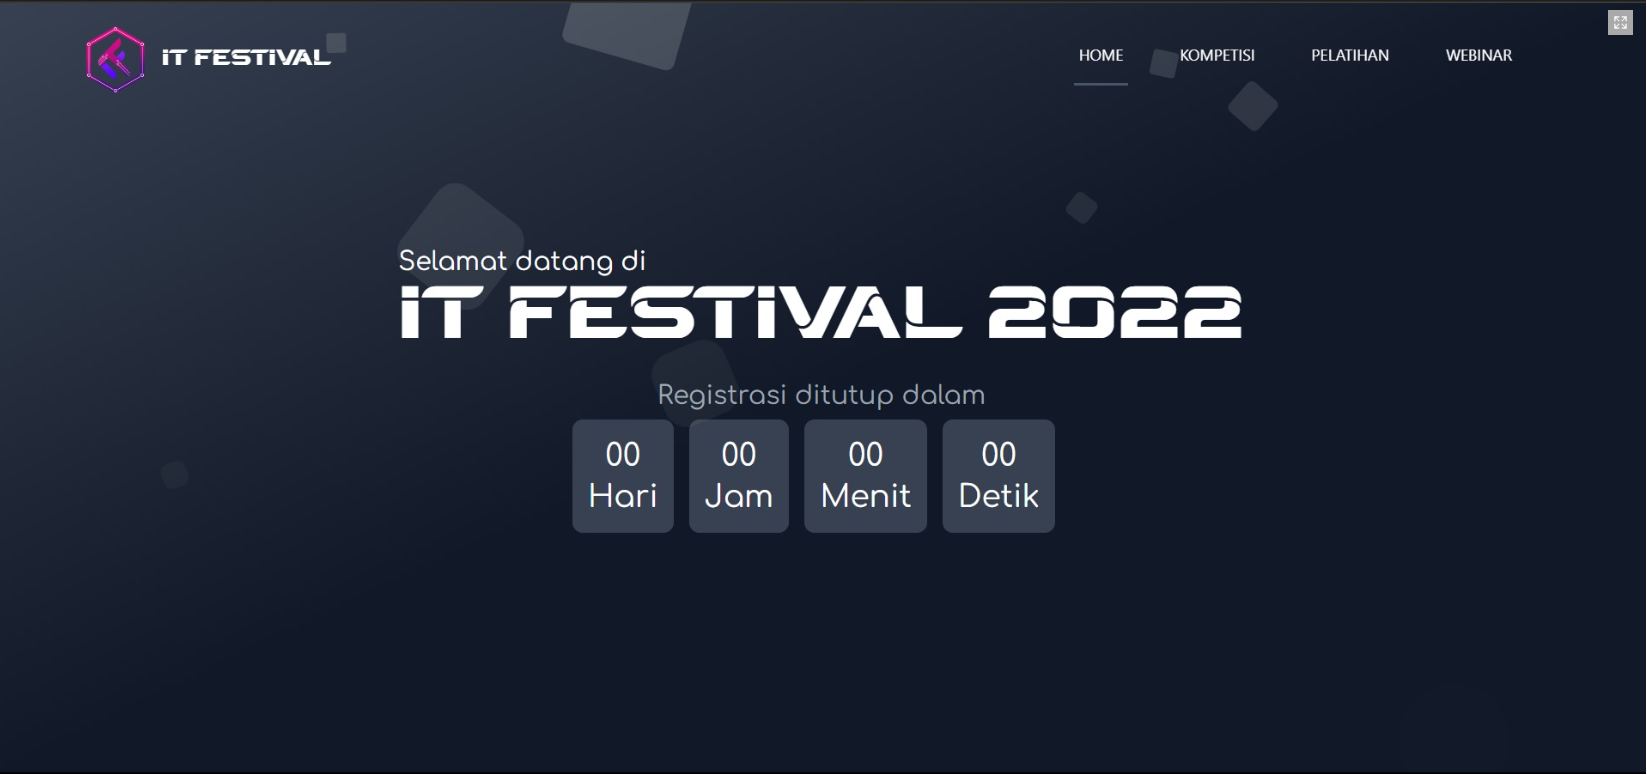 iT FESTiVAL
HOME KOMPETISI PELATIHAN WEBINAR
Selamat datang di
iT FESTiVAL 2022
Registrasi ditutup dalam
00 00 00 00
Hari Jam Menit Detik